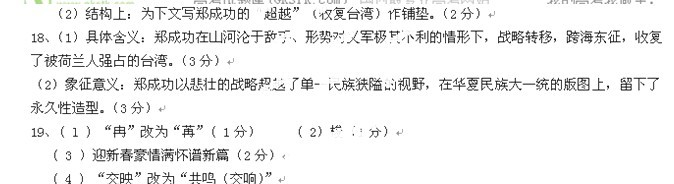 （2）结构上：为下文写郑成功的“超越”（收复台湾）作铺垫。（2分）
18、（1）具体含义：郑成功在山河沦于敌手、形势对义军极其不利的情形下，战略转移，跨海东征，收复
了被荷兰人强占的台湾。（3分）
（2）象征意义：郑成功以悲壮的战略超越了单一民族狭隘的视野，在华夏民族大一统的版图上，留下了
永久性造型。（3分）
19、（1）“冉”改为“再”（1分）　（2） 分）
（3）迎新春豪情满怀谱新篇（2分）
（4）“交映”改为“共鸣（交响）”